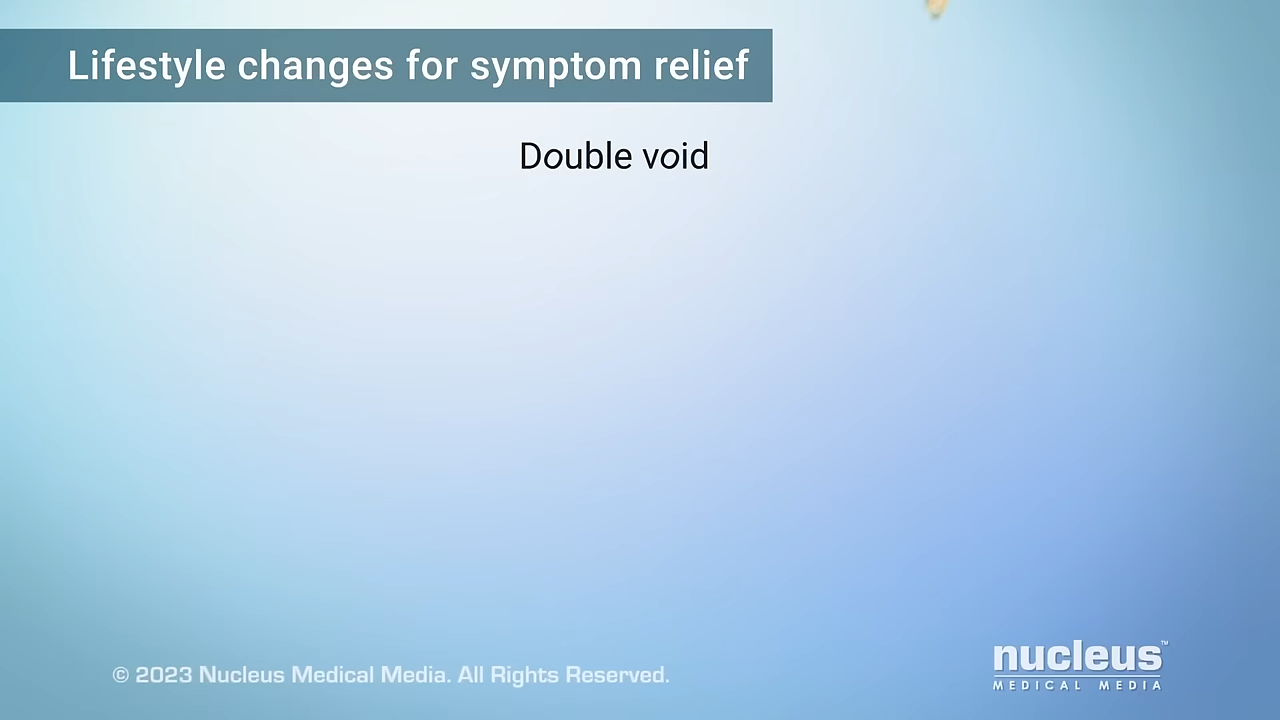 Lifestyle changes for symptom relief
Double void
© 2023 Nucleus Medical Media. All Rights Reserved.
nucleus™
MEDICAL MEDIA